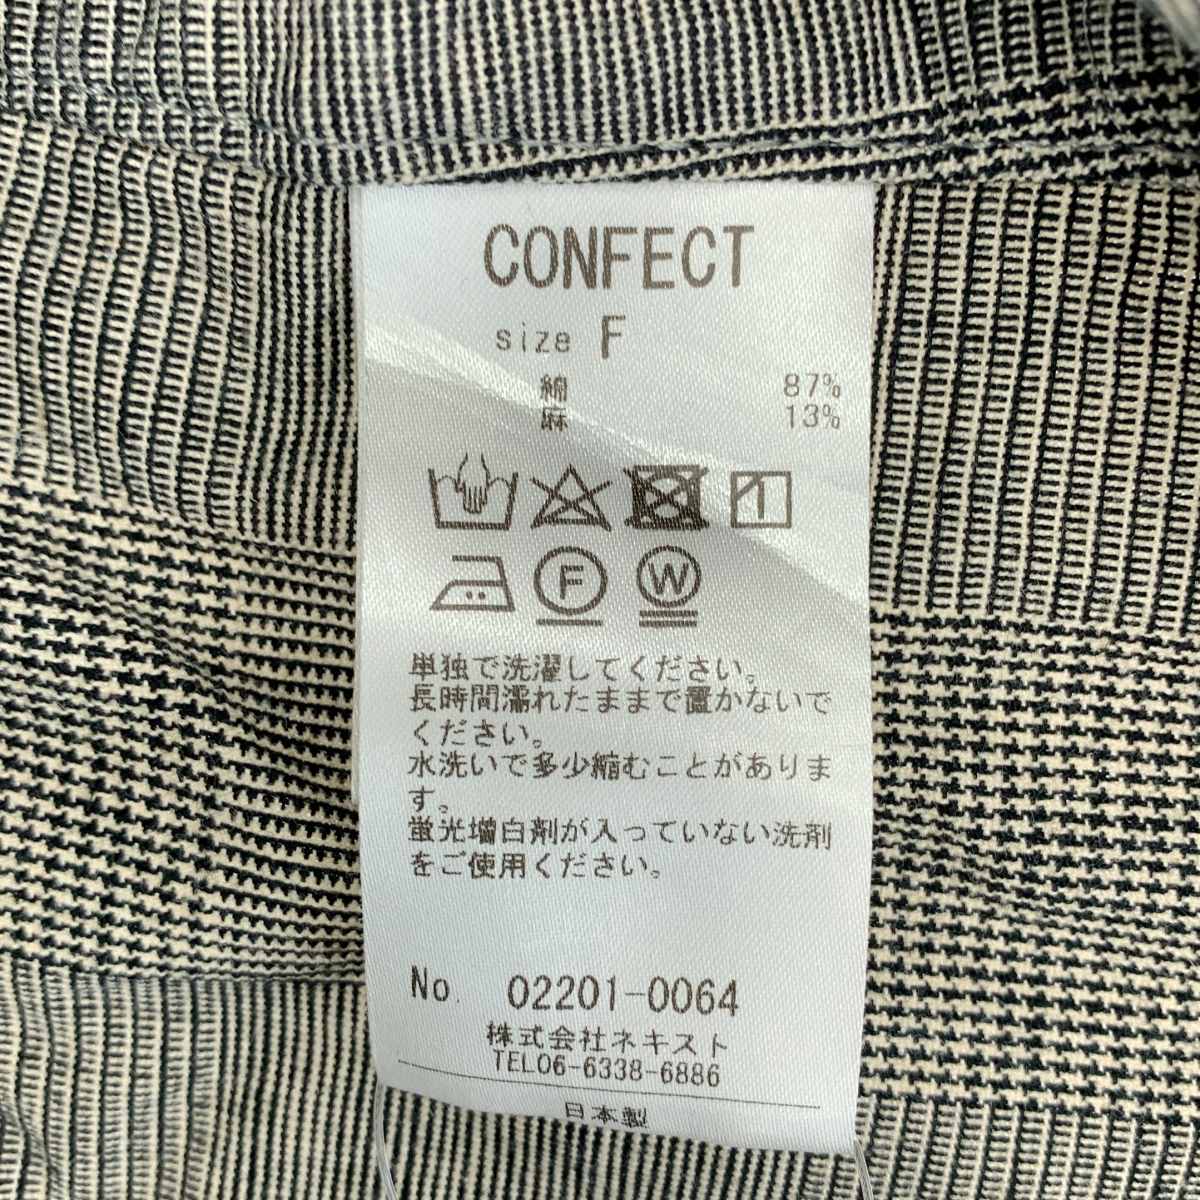 CONFECT
size F
綿 87%
麻 13%
F W
単独で洗濯してください。
長時間濡れたままで置かないで
ください。
水洗いで多少縮むことがありま
す。
蛍光増白剤が入っていない洗剤
をご使用ください。
No. 02201-0064
株式会社ネキスト
TEL06-6338-6886
日本製